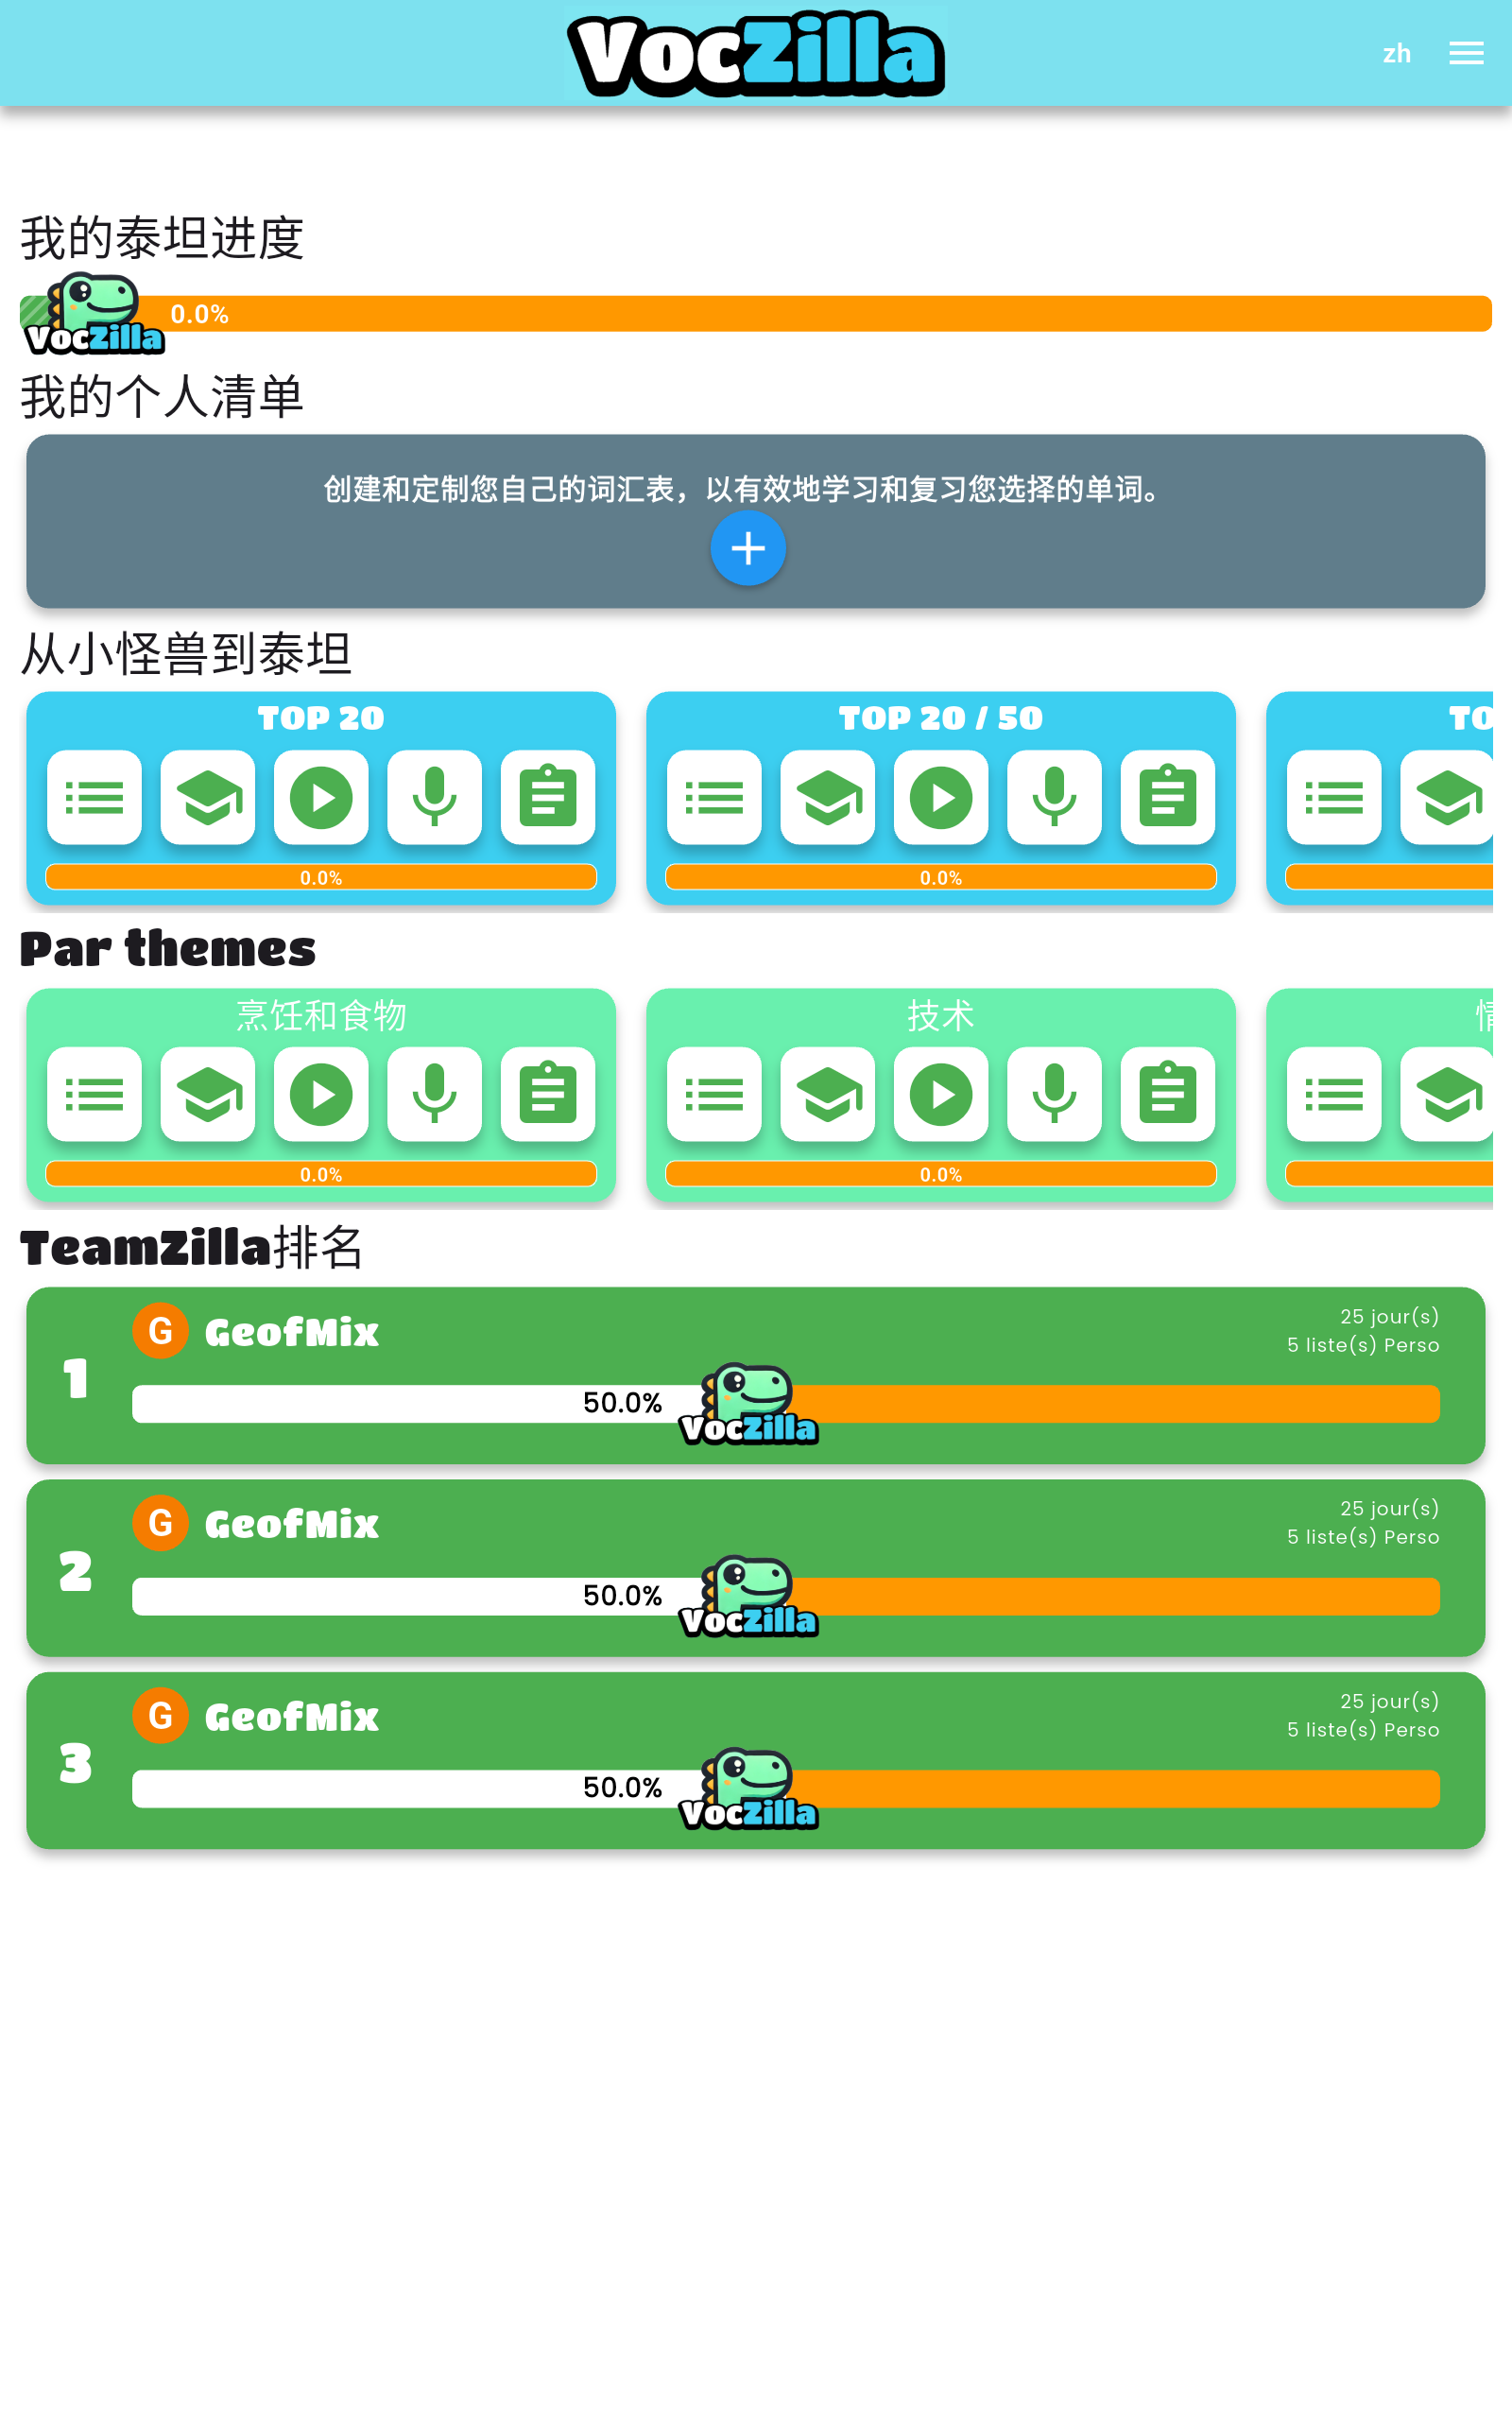 VocZilla
zh
我的泰坦进度
VocZilla
0.0%
我的个人清单
创建和定制您自己的词汇表，以有效地学习和复习您选择的单词。
从小怪兽到泰坦
TOP 20
TOP 20 / 50
TO
0.0%
0.0%
Par themes
烹饪和食物
技术
0.0%
0.0%
TeamZilla排名
1
G GeofMix
25 jour(s)
5 liste(s) Perso
50.0%
VocZilla
2
G GeofMix
25 jour(s)
5 liste(s) Perso
50.0%
VocZilla
3
G GeofMix
25 jour(s)
5 liste(s) Perso
50.0%
VocZilla